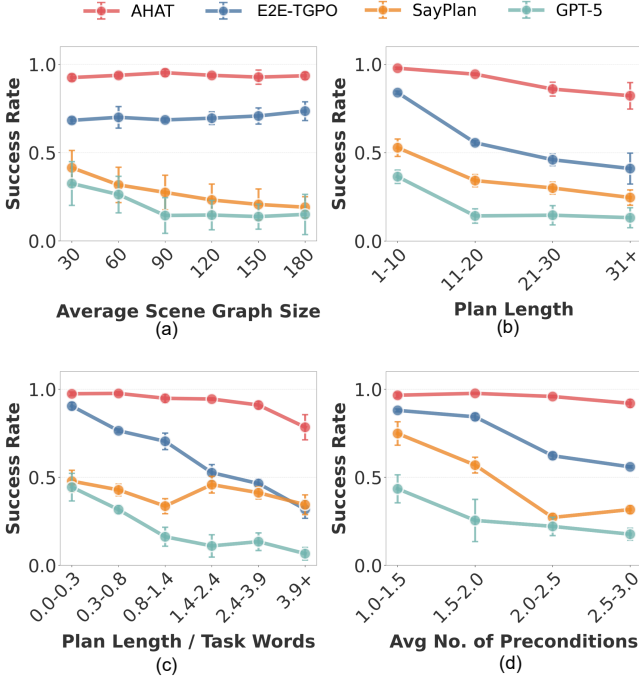 AHAT E2E-TGPO SayPlan GPT-5
Success Rate
1.0
0.5
0.0
30 60 90 120 150 180
Average Scene Graph Size
(a)
Success Rate
1.0
0.5
0.0
1-10 11-20 21-30 31+
Plan Length
(b)
Success Rate
1.0
0.5
0.0
0.0-0.3 0.3-0.8 0.8-1.4 1.4-2.4 2.4-3.9 3.9+
Plan Length / Task Words
(c)
Success Rate
1.0
0.5
0.0
1.0-1.5 1.5-2.0 2.0-2.5 2.5-3.0
Avg No. of Preconditions
(d)